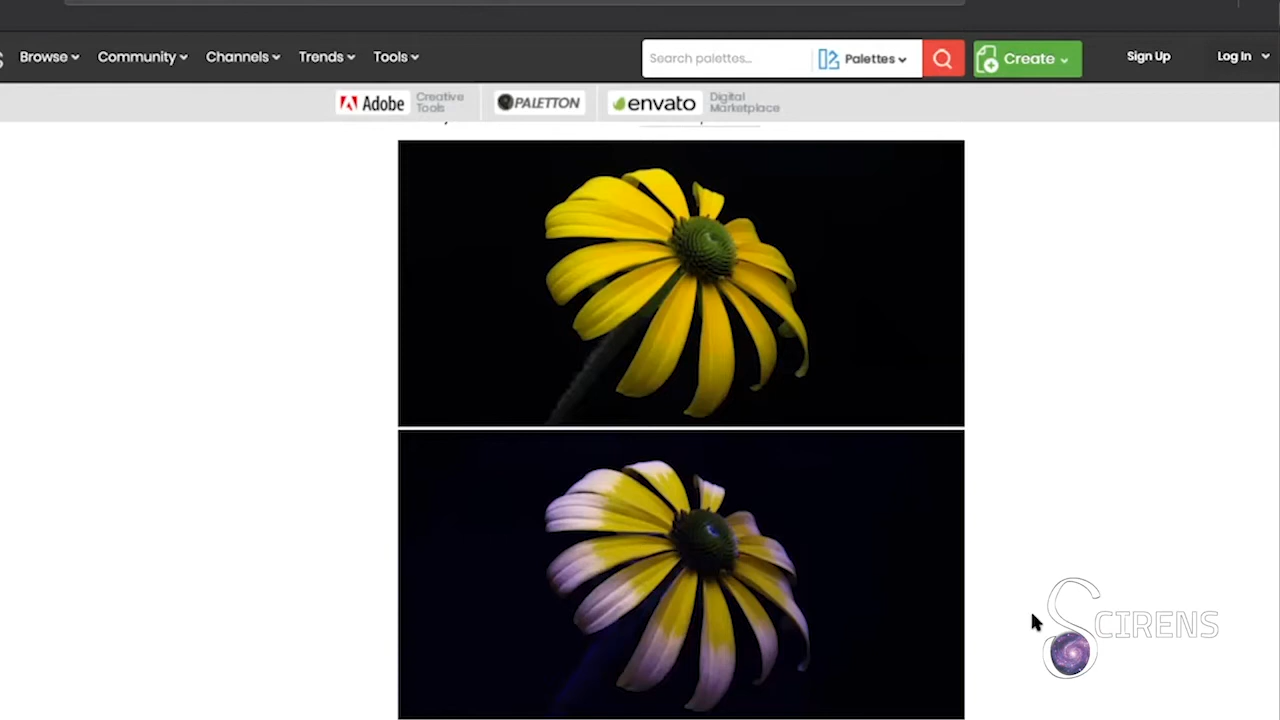 Browse
Community
Channels
Trends
Tools
Search palettes...
Palettes
Create
Sign Up
Log In
Adobe
Creative
Tools
PALETTON
envato
Digital
Marketplace
SCIRENS